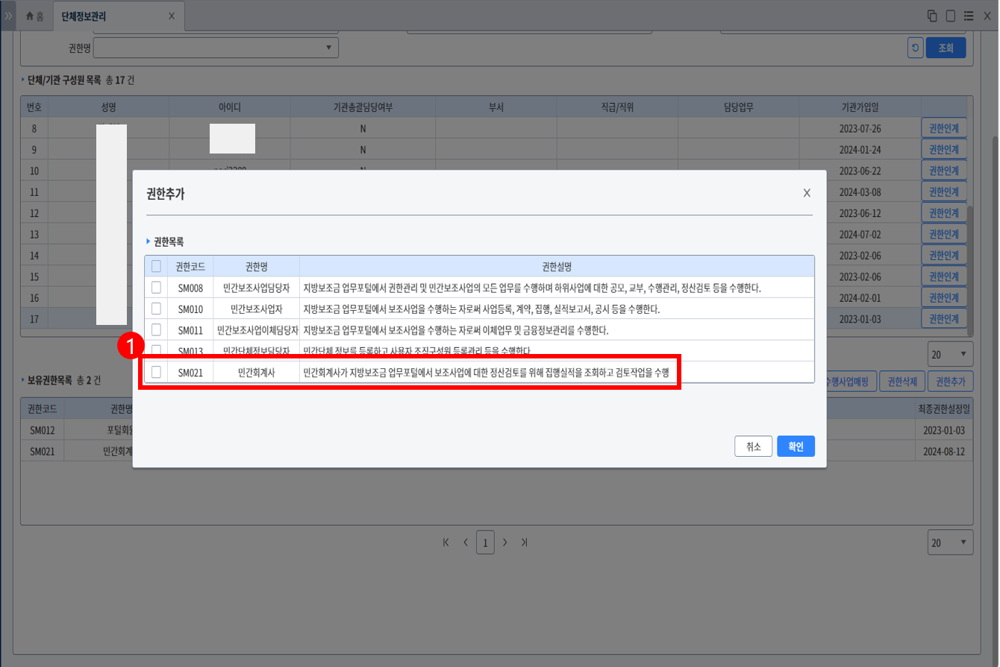 홈 단체정보관리 X
권한명 조회
단체/기관 구성원 목록 총 17 건
번호 성명 아이디 기관총괄담당여부 부서 직급/직위 담당업무 기관가입일
8 N 2023-07-26 권한인계
9 N 2024-01-24 권한인계
10 2023-06-22 권한인계
11 2024-03-08 권한인계
12 2023-06-12 권한인계
13 2024-07-02 권한인계
14 2023-02-06 권한인계
15 2023-02-06 권한인계
16 2024-02-01 권한인계
17 2023-01-03 권한인계
20
권한추가 X
권한목록
권한코드 권한명 권한설명
SM008 민간보조사업담당자 지방보조금 업무포털에서 권한관리 및 민간보조사업의 모든 업무를 수행하며 하위사업에 대한 공모, 교부, 수행관리, 정산검토 등을 수행한다.
SM010 민간보조사업자 지방보조금 업무포털에서 보조사업을 수행하는 자로써 사업등록, 계약, 집행, 실적보고서, 공시 등을 수행한다.
SM011 민간보조사업이체담당자 지방보조금 업무포털에서 보조사업을 수행하는 자로써 이체업무 및 금융정보관리를 수행한다.
SM013 민간단체정보담당자 민간단체 정보를 등록하고 사용자 조직구성원 등록관리 등을 수행한다
1
SM021 민간회계사 민간회계사가 지방보조금 업무포털에서 보조사업에 대한 정산검토를 위해 집행실적을 조회하고 검토작업을 수행
취소 확인
보유권한목록 총 2 건 수행사업매핑 권한삭제 권한추가
권한코드 권한명 최종권한설정일
SM012 포털회원 2023-01-03
SM021 민간회계 2024-08-12
1 20